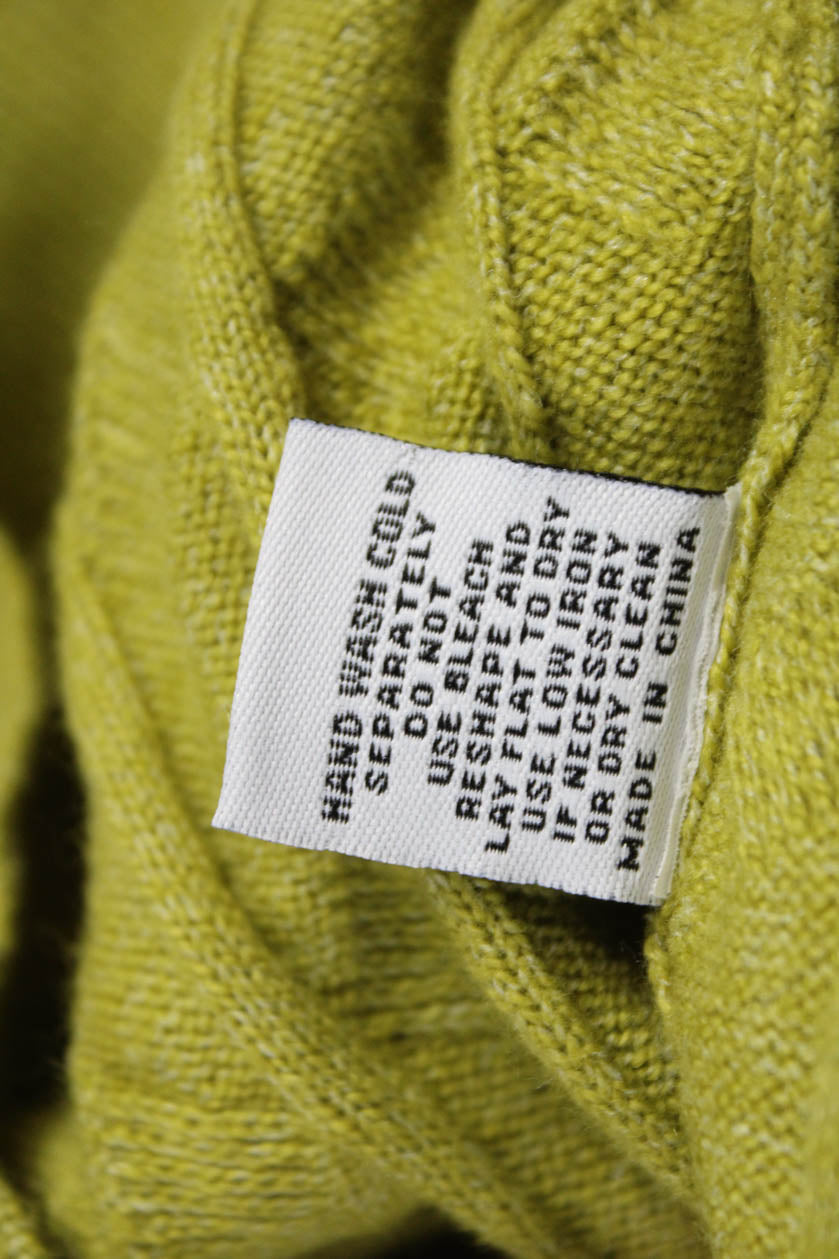 HAND WASH COLD
SEPARATELY
DO NOT
USE BLEACH
RESHAPE AND
LAY FLAT TO DRY
USE LOW IRON
IF NECESSARY
OR DRY CLEAN
MADE IN CHINA